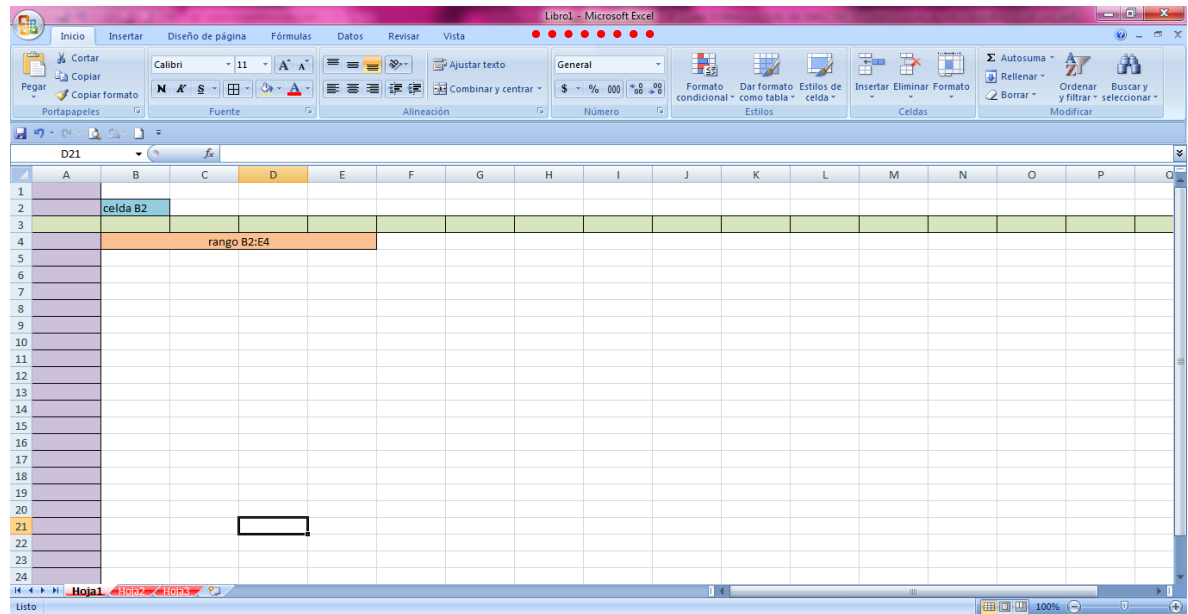 Libro1 - Microsoft Excel
Inicio Insertar Diseño de página Fórmulas Datos Revisar Vista
Pegar
Cortar
Copiar
Copiar formato
Portapapeles
Calibri 11
N K S
Fuente
Ajustar texto
Combinar y centrar
Alineación
General
$ % 000
Número
Formato condicional
Dar formato como tabla
Estilos de celda
Estilos
Insertar Eliminar Formato
Celdas
Σ Autosuma
Rellenar
Borrar
Ordenar y filtrar
Buscar y seleccionar
Modificar
D21 fx
A B C D E F G H I J K L M N O P Q
1
2 celda B2
3
4 rango B2:E4
5
6
7
8
9
10
11
12
13
14
15
16
17
18
19
20
21
22
23
24
Hoja1 Hoja2 Hoja3
Listo 100%